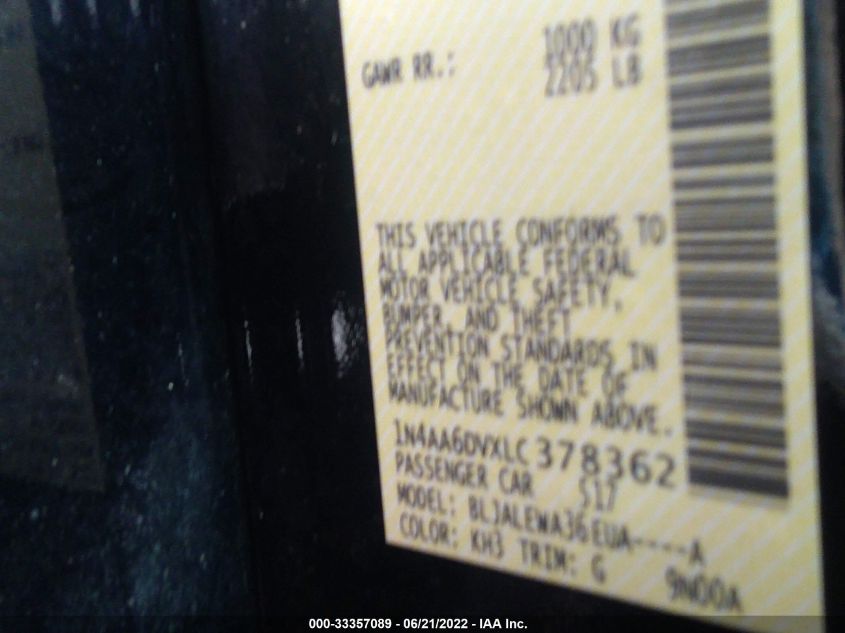 1000 KG
GAWR RR.: 2205 LB
THIS VEHICLE CONFORMS TO
ALL APPLICABLE FEDERAL
MOTOR VEHICLE SAFETY,
BUMPER, AND THEFT
PREVENTION STANDARDS IN
EFFECT ON THE DATE OF
MANUFACTURE SHOWN ABOVE.
1N4AA6DVXLC378362
PASSENGER CAR S17
MODEL: BLJALEWA36EUA----A
COLOR: KH3 TRIM: G 9N00A
000-33357089 - 06/21/2022 - IAA Inc.